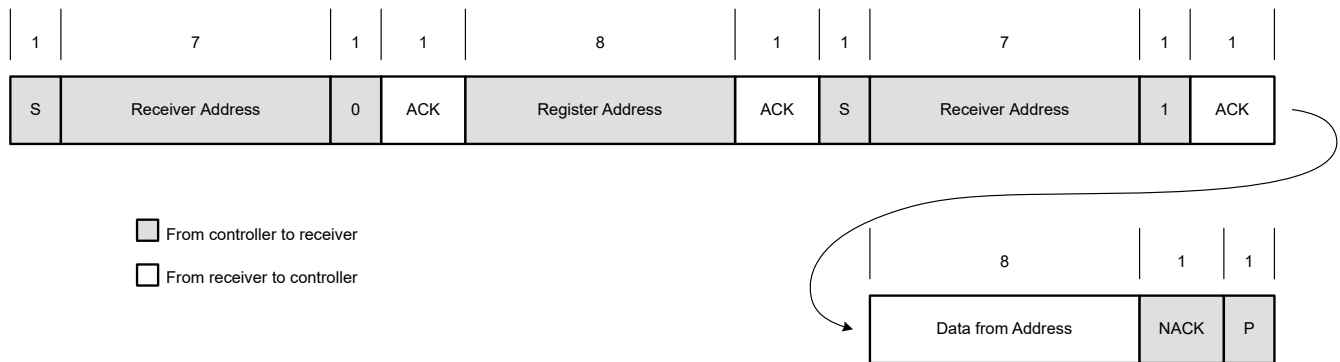 1 7 1 1 8 1 1 7 1 1
S Receiver Address 0 ACK Register Address ACK S Receiver Address 1 ACK
From controller to receiver
From receiver to controller
8 1 1
Data from Address NACK P